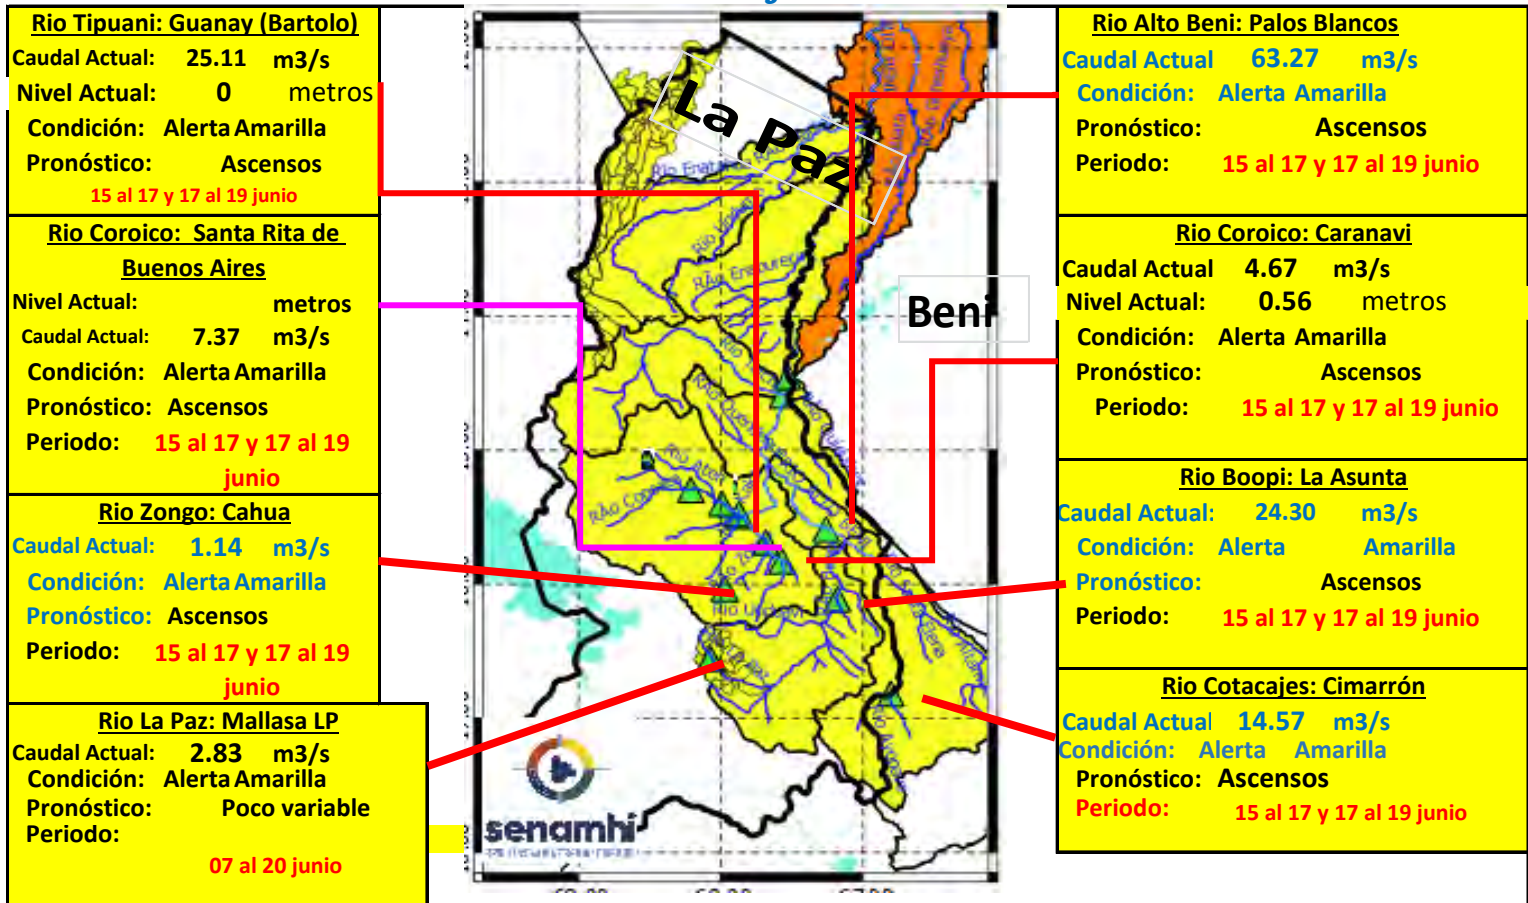 Rio Tipuani: Guanay (Bartolo)
Caudal Actual: 25.11 m3/s
Nivel Actual: 0 metros
Condición: Alerta Amarilla
Pronóstico: Ascensos
15 al 17 y 17 al 19 junio
Rio Coroico: Santa Rita de
Buenos Aires
Nivel Actual: metros
Caudal Actual: 7.37 m3/s
Condición: Alerta Amarilla
Pronóstico: Ascensos
Periodo: 15 al 17 y 17 al 19
junio
Rio Zongo: Cahua
Caudal Actual: 1.14 m3/s
Condición: Alerta Amarilla
Pronóstico: Ascensos
Periodo: 15 al 17 y 17 al 19
junio
Rio La Paz: Mallasa LP
Caudal Actual: 2.83 m3/s
Condición: Alerta Amarilla
Pronóstico: Poco variable
Periodo:
07 al 20 junio
La Paz
Beni
senamhi
Rio Alto Beni: Palos Blancos
Caudal Actual 63.27 m3/s
Condición: Alerta Amarilla
Pronóstico: Ascensos
Periodo: 15 al 17 y 17 al 19 junio
Rio Coroico: Caranavi
Caudal Actual 4.67 m3/s
Nivel Actual: 0.56 metros
Condición: Alerta Amarilla
Pronóstico: Ascensos
Periodo: 15 al 17 y 17 al 19 junio
Rio Boopi: La Asunta
Caudal Actual: 24.30 m3/s
Condición: Alerta Amarilla
Pronóstico: Ascensos
Periodo: 15 al 17 y 17 al 19 junio
Rio Cotacajes: Cimarrón
Caudal Actual 14.57 m3/s
Condición: Alerta Amarilla
Pronóstico: Ascensos
Periodo: 15 al 17 y 17 al 19 junio